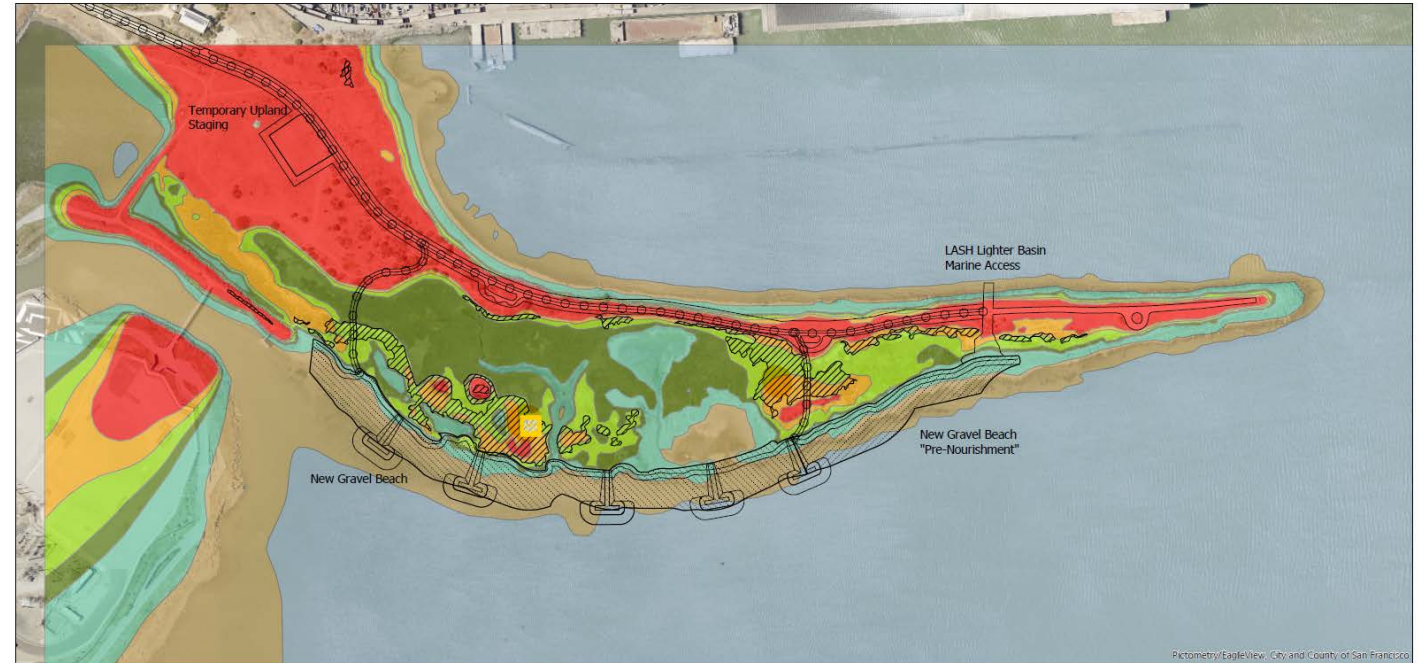 Temporary Upland
Staging
LASH Lighter Basin
Marine Access
New Gravel Beach
"Pre-Nourishment"
New Gravel Beach
Pictometry/EagleView, City and County of San Francisco